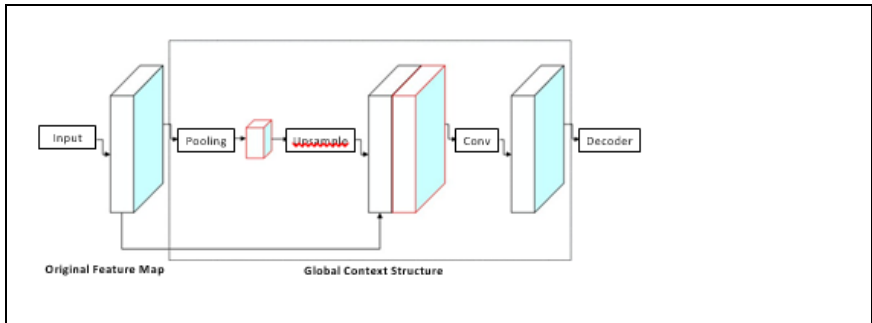 Input
Pooling
Upsample
Conv
Decoder
Original Feature Map
Global Context Structure